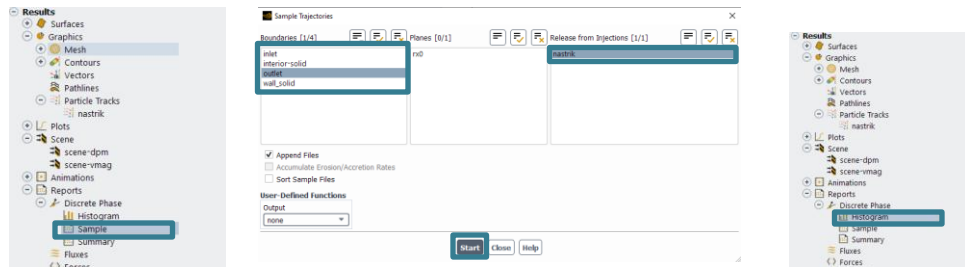 Results
Surfaces
Graphics
Mesh
Contours
Vectors
Pathlines
Particle Tracks
nastrik
Plots
Scene
scene-dpm
scene-vmag
Animations
Reports
Discrete Phase
Histogram
Sample
Summary
Fluxes
Forces
Sample Trajectories
Boundaries [1/4]
inlet
interior-solid
outlet
wall_solid
Planes [0/1]
rx0
Release from Injections [1/1]
nastrik
Append Files
Accumulate Erosion/Accretion Rates
Sort Sample Files
User-Defined Functions
Output
none
Start Close Help
Results
Surfaces
Graphics
Mesh
Contours
Vectors
Pathlines
Particle Tracks
nastrik
Plots
Scene
scene-dpm
scene-vmag
Animations
Reports
Discrete Phase
Histogram
Sample
Summary
Fluxes
Forces